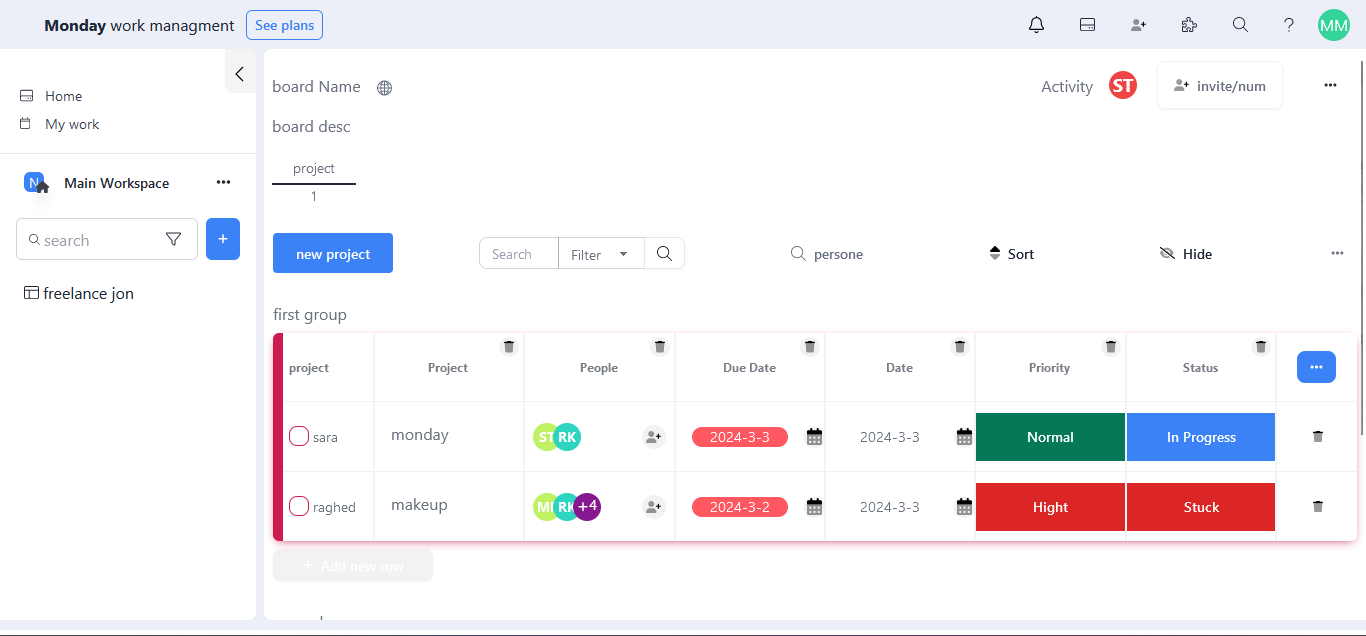 Monday work managment See plans ? MM
Home
My work
N Main Workspace
search +
freelance jon
board Name Activity ST invite/num
board desc
project
1
new project Search Filter persone Sort Hide
first group
project Project People Due Date Date Priority Status
sara monday ST RK 2024-3-3 2024-3-3 Normal In Progress
raghed makeup RK +4 2024-3-2 2024-3-3 Hight Stuck
+ Add new row